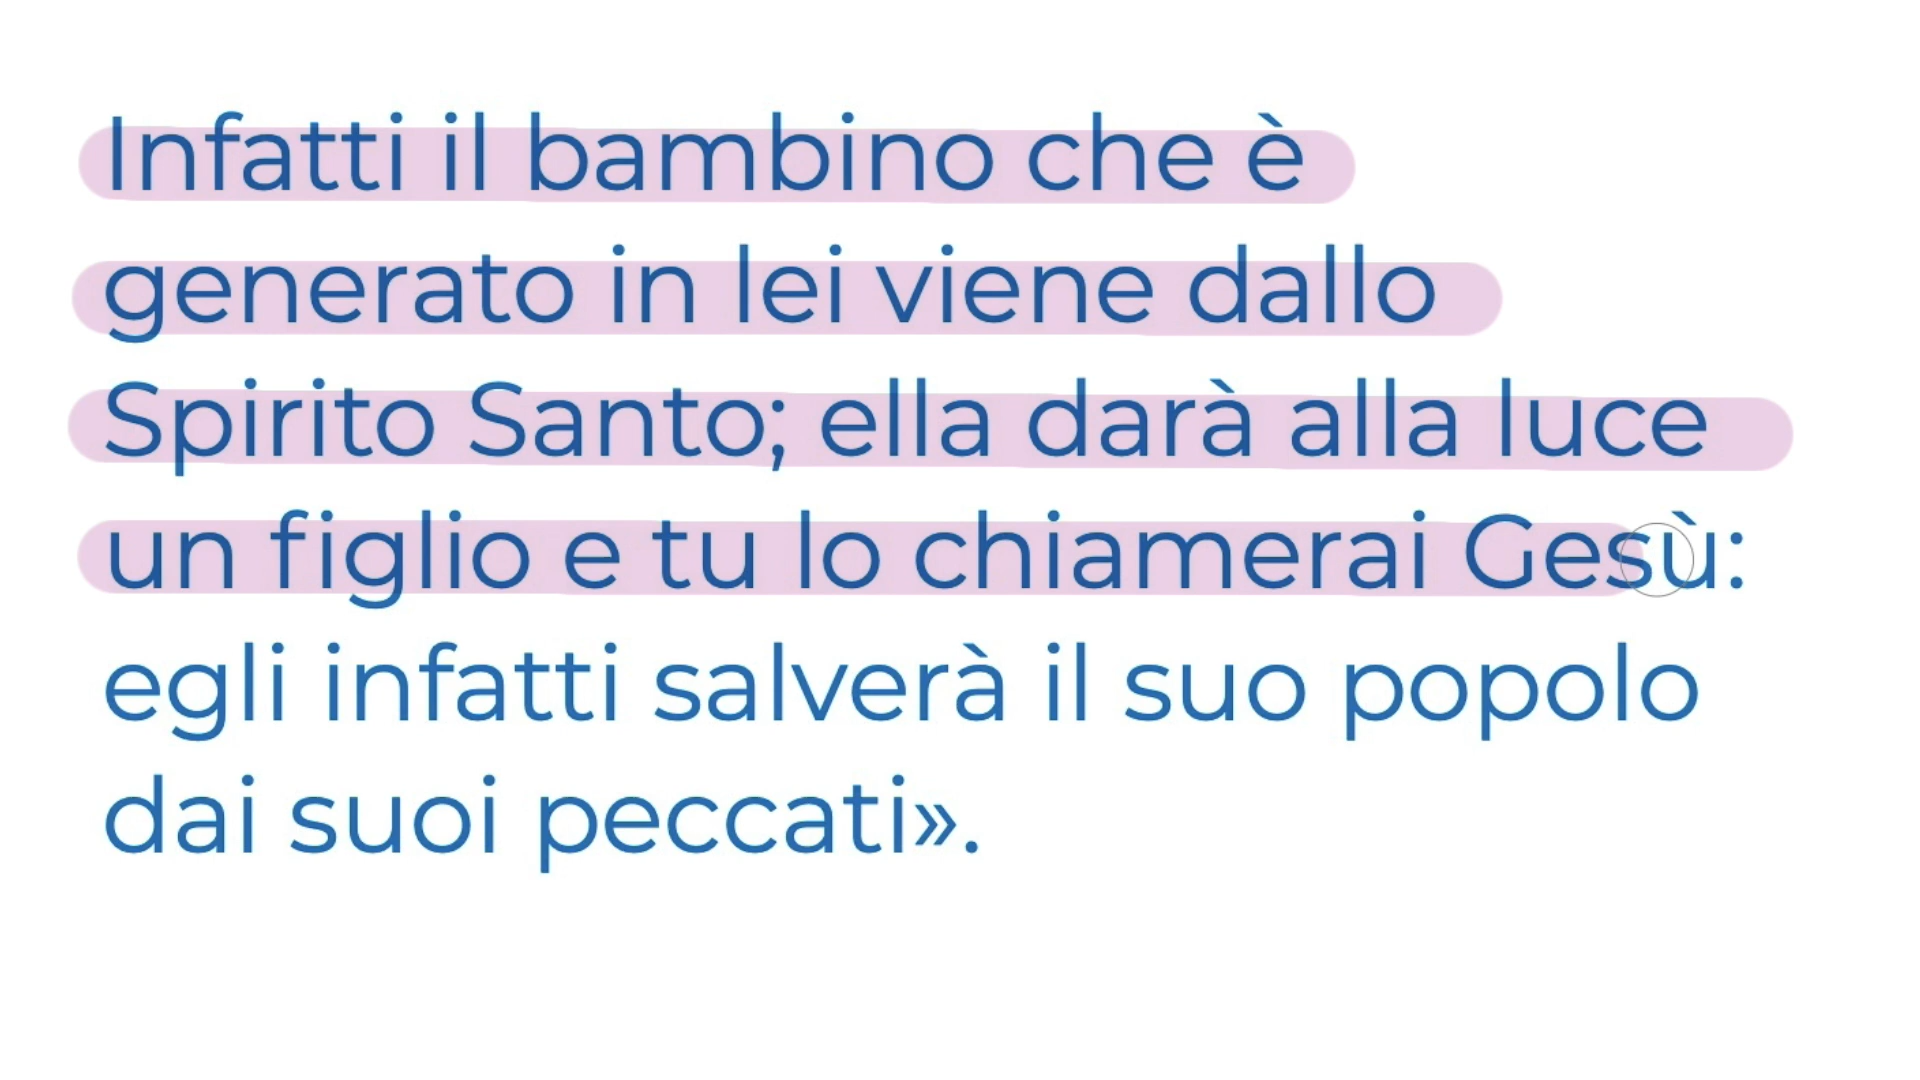 Infatti il bambino che è
generato in lei viene dallo
Spirito Santo; ella darà alla luce
un figlio e tu lo chiamerai Gesù:
egli infatti salverà il suo popolo
dai suoi peccati».